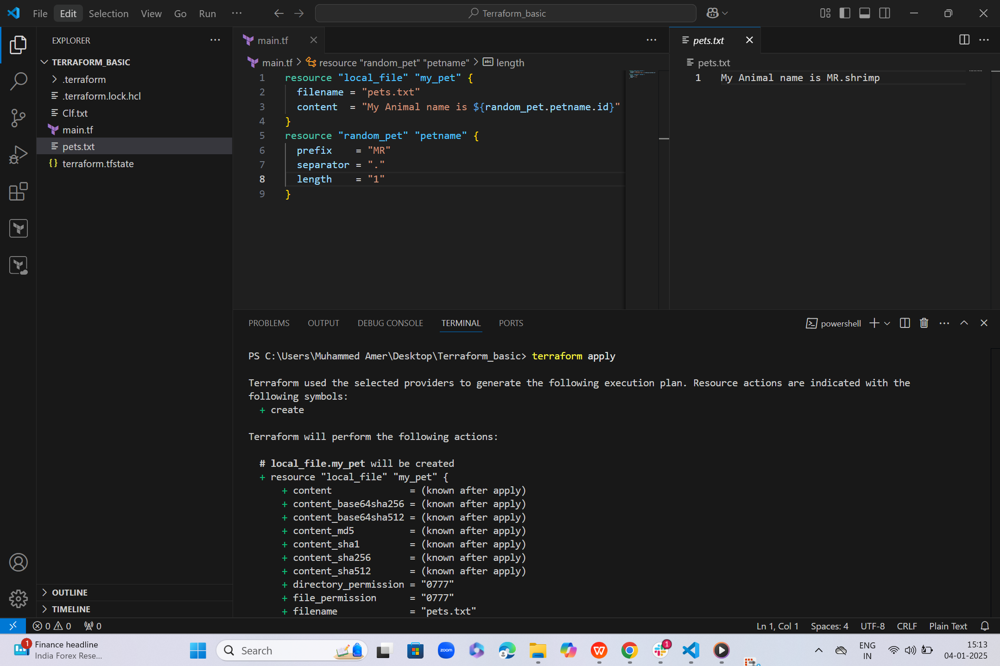 File Edit Selection View Go Run ···
Terraform_basic
EXPLORER
TERRAFORM_BASIC
.terraform
.terraform.lock.hcl
Clf.txt
main.tf
pets.txt
terraform.tfstate
OUTLINE
TIMELINE
main.tf
main.tf > resource "random_pet" "petname" > abc length
1 resource "local_file" "my_pet" {
2 filename = "pets.txt"
3 content  = "My Animal name is ${random_pet.petname.id}"
4 }
5 resource "random_pet" "petname" {
6 prefix    = "MR"
7 separator = "."
8 length    = "1"
9 }
pets.txt
pets.txt
1 My Animal name is MR.shrimp
PROBLEMS OUTPUT DEBUG CONSOLE TERMINAL PORTS
powershell
PS C:\Users\Muhammed Amer\Desktop\Terraform_basic> terraform apply
Terraform used the selected providers to generate the following execution plan. Resource actions are indicated with the
following symbols:
+ create
Terraform will perform the following actions:
# local_file.my_pet will be created
+ resource "local_file" "my_pet" {
+ content              = (known after apply)
+ content_base64sha256 = (known after apply)
+ content_base64sha512 = (known after apply)
+ content_md5          = (known after apply)
+ content_sha1         = (known after apply)
+ content_sha256       = (known after apply)
+ content_sha512       = (known after apply)
+ directory_permission = "0777"
+ file_permission      = "0777"
+ filename             = "pets.txt"
0 0 0
Ln 1, Col 1 Spaces: 4 UTF-8 CRLF Plain Text
1
Finance headline
India Forex Rese...
Search
zoom
W
1
ENG
IN
15:13
04-01-2025